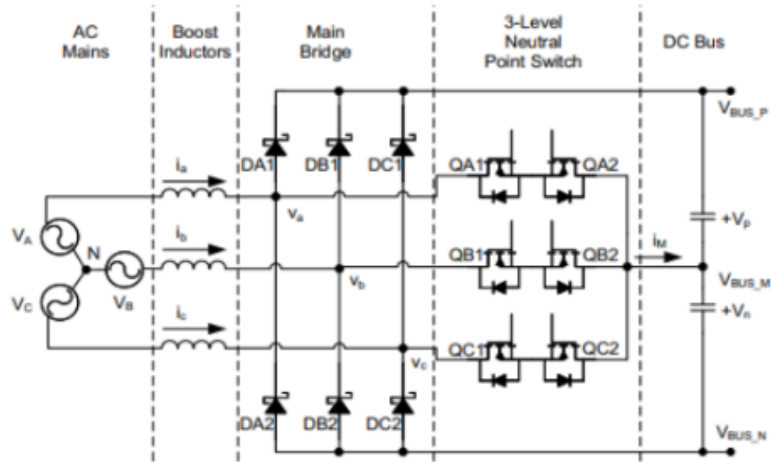 AC
Mains
Boost
Inductors
Main
Bridge
3-Level
Neutral
Point Switch
DC Bus
VBUS_P
DA1
DB1
DC1
QA1
QA2
ia
va
+Vp
VA
N
ib
QB1
QB2
iM
VB
vb
VBUS_M
VC
+Vn
ic
QC1
QC2
vc
DA2
DB2
DC2
VBUS_N